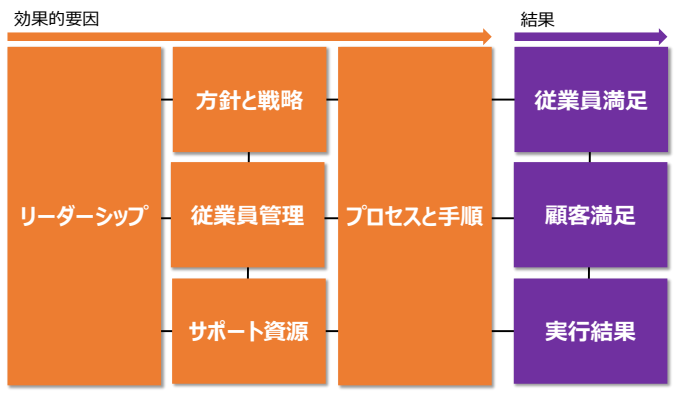 効果的要因
結果
リーダーシップ
方針と戦略
従業員管理
サポート資源
プロセスと手順
従業員満足
顧客満足
実行結果